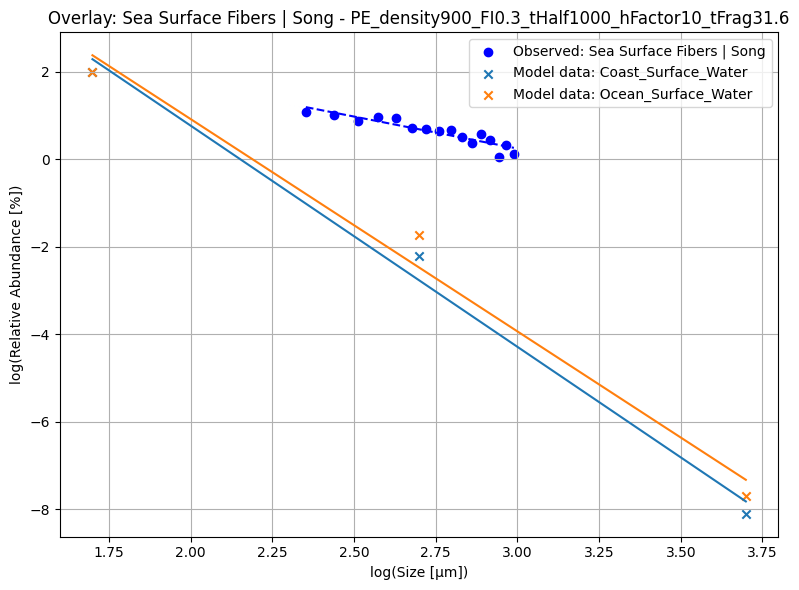 Overlay: Sea Surface Fibers | Song - PE_density900_FI0.3_tHalf1000_hFactor10_tFrag31.6
Observed: Sea Surface Fibers | Song
Model data: Coast_Surface_Water
Model data: Ocean_Surface_Water
log(Relative Abundance [%])
2
0
−2
−4
−6
−8
1.75 2.00 2.25 2.50 2.75 3.00 3.25 3.50 3.75
log(Size [μm])